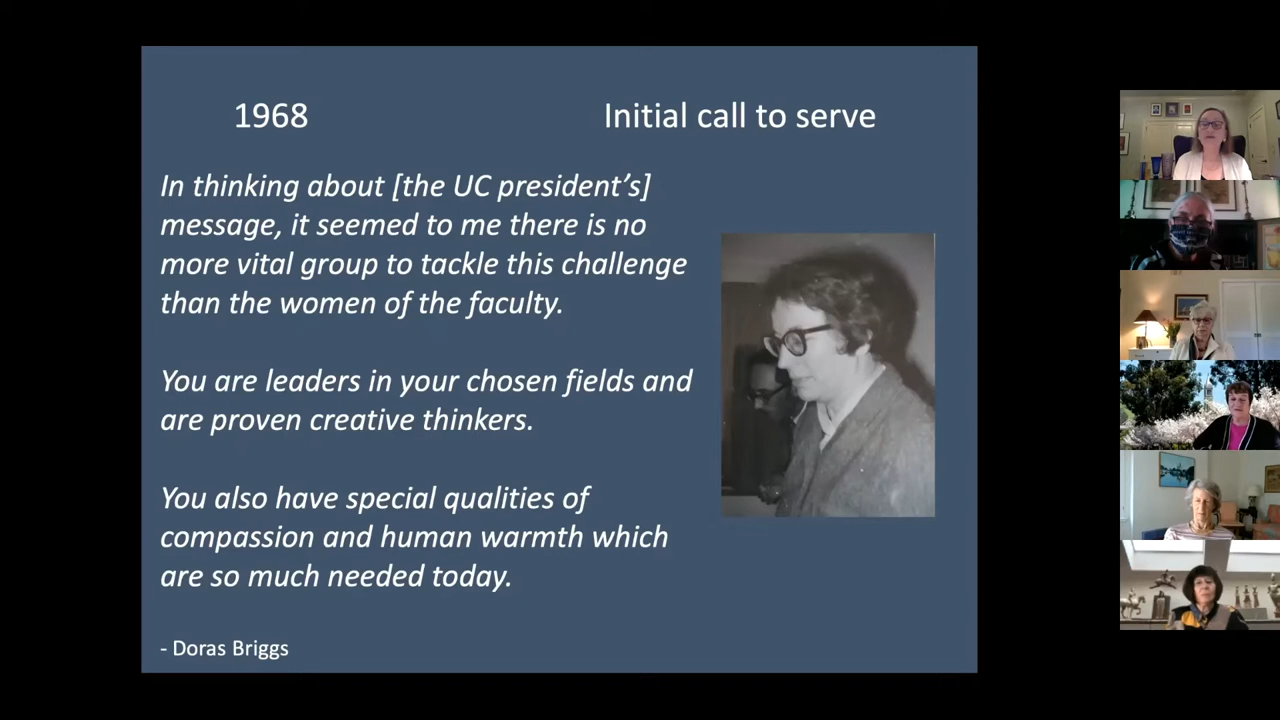 1968
Initial call to serve
In thinking about [the UC president’s]
message, it seemed to me there is no
more vital group to tackle this challenge
than the women of the faculty.
You are leaders in your chosen fields and
are proven creative thinkers.
You also have special qualities of
compassion and human warmth which
are so much needed today.
- Doras Briggs